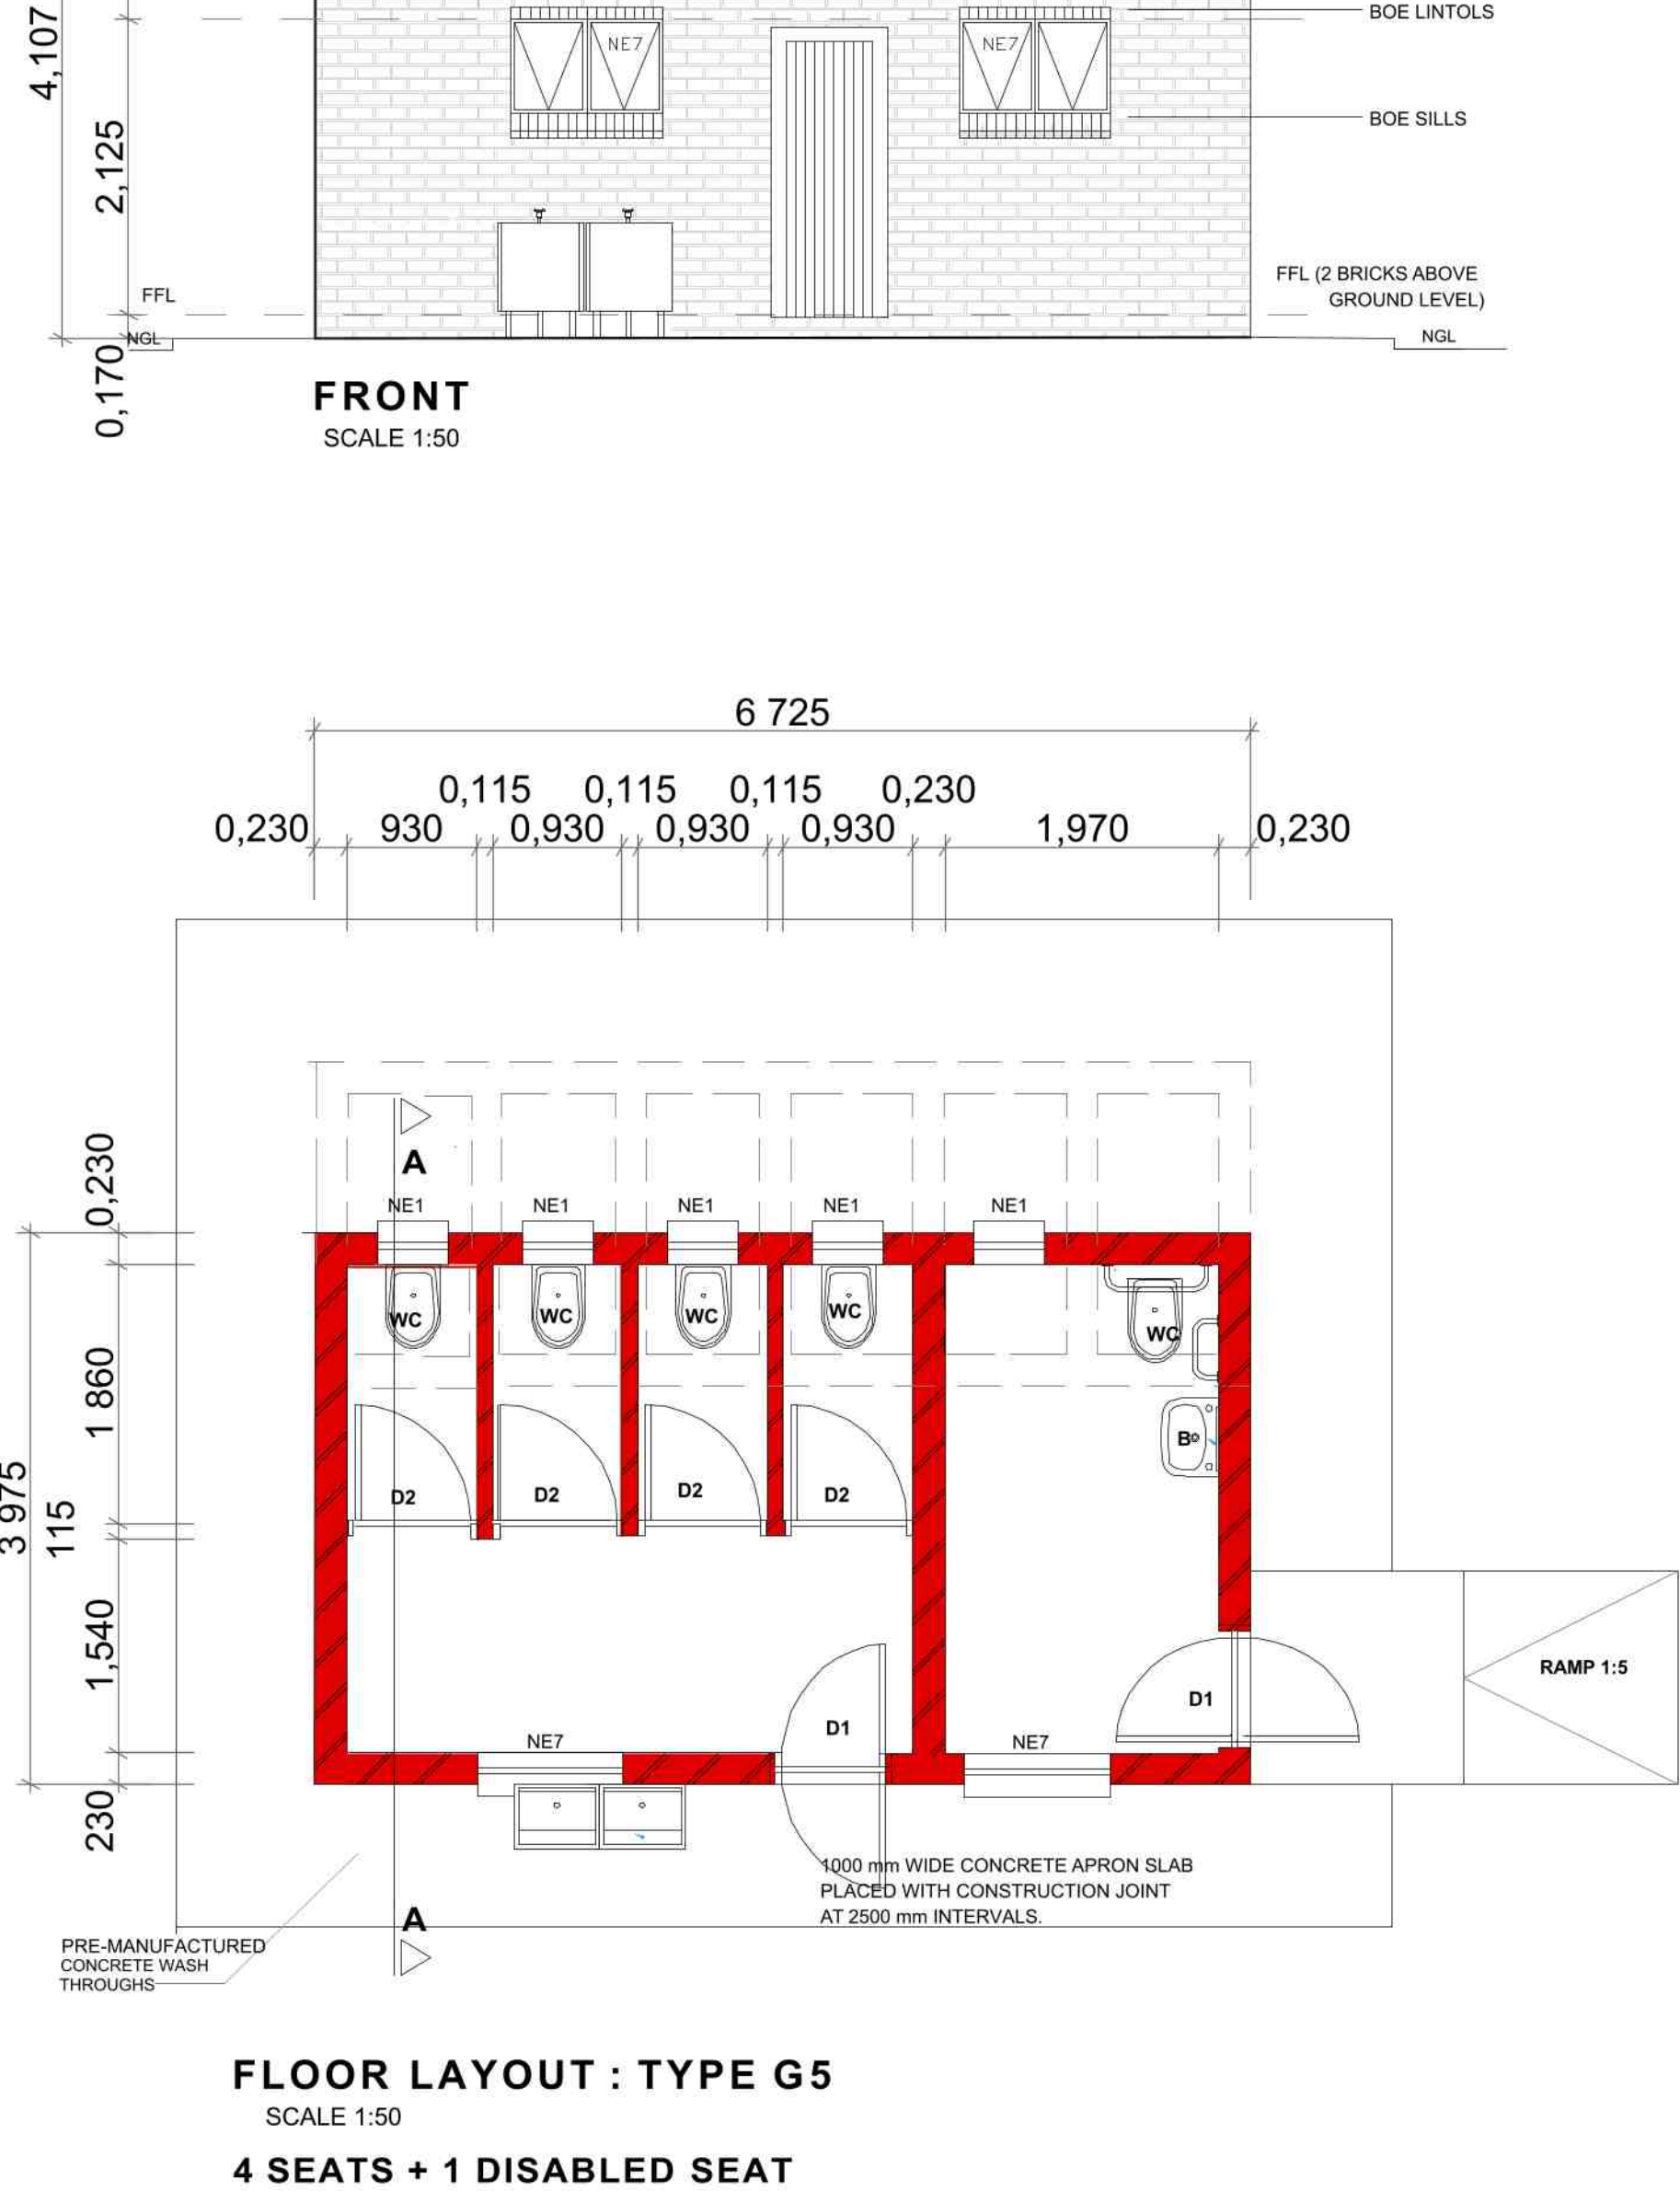 BOE LINTOLS
4,107
NE7
NE7
BOE SILLS
2,125
FFL
FFL (2 BRICKS ABOVE
GROUND LEVEL)
NGL
NGL
0,170
FRONT
SCALE 1:50
6 725
0,115 0,115 0,115 0,230
0,230 930 0,930 0,930 0,930 1,970 0,230
0,230
A
NE1 NE1 NE1 NE1 NE1
WC WC WC WC WC
1 860
B
D2 D2 D2 D2
3 975
115
1,540
RAMP 1:5
D1
D1
NE7 NE7
230
1000 mm WIDE CONCRETE APRON SLAB
PLACED WITH CONSTRUCTION JOINT
AT 2500 mm INTERVALS.
A
PRE-MANUFACTURED
CONCRETE WASH
THROUGHS
FLOOR LAYOUT : TYPE G5
SCALE 1:50
4 SEATS + 1 DISABLED SEAT